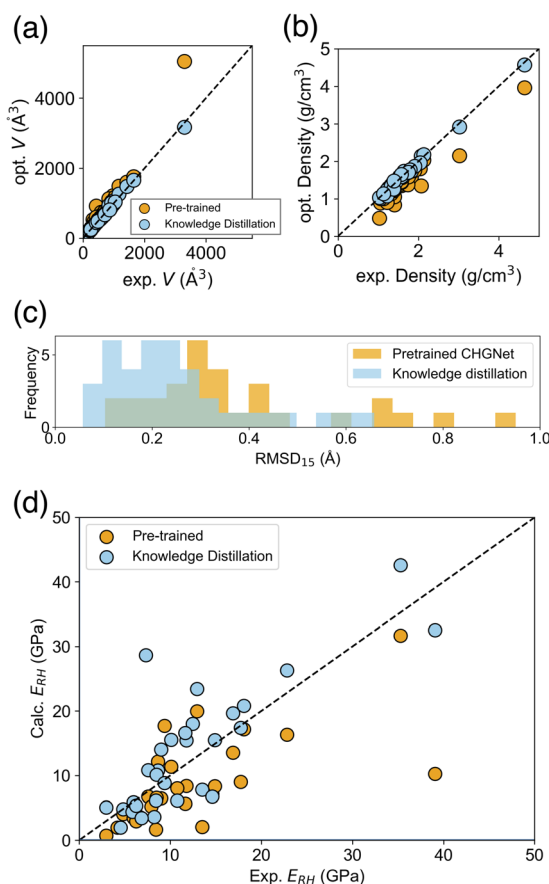 (a)
opt. V (Å³)
4000
2000
0
0
2000
4000
exp. V (Å³)
Pre-trained
Knowledge Distillation
(b)
opt. Density (g/cm3)
5
4
3
2
1
0
0
2
4
exp. Density (g/cm³)
(c)
Frequency
5
0
0.0
0.2
0.4
0.6
0.8
1.0
RMSD₁₅ (Å)
Pretrained CHGNet
Knowledge distillation
(d)
Calc. E_RH (GPa)
50
40
30
20
10
0
0
10
20
30
40
50
Exp. E_RH (GPa)
Pre-trained
Knowledge Distillation